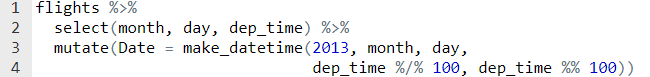 1 flights %>%
2   select(month, day, dep_time) %>%
3   mutate(Date = make_datetime(2013, month, day,
4                               dep_time %/% 100, dep_time %% 100))